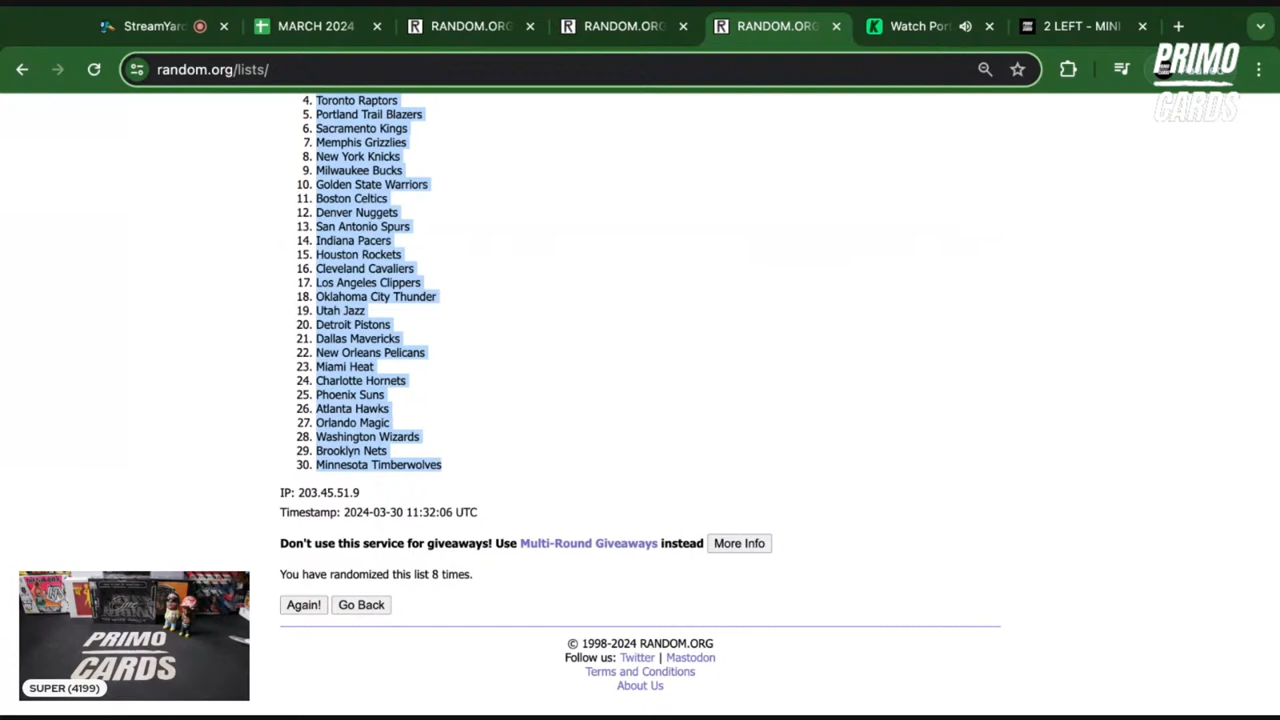 StreamYard
MARCH 2024
RANDOM.ORG
RANDOM.ORG
RANDOM.ORG
Watch Por
2 LEFT - MINI
random.org/lists/
PRIMO
CARDS
4. Toronto Raptors
5. Portland Trail Blazers
6. Sacramento Kings
7. Memphis Grizzlies
8. New York Knicks
9. Milwaukee Bucks
10. Golden State Warriors
11. Boston Celtics
12. Denver Nuggets
13. San Antonio Spurs
14. Indiana Pacers
15. Houston Rockets
16. Cleveland Cavaliers
17. Los Angeles Clippers
18. Oklahoma City Thunder
19. Utah Jazz
20. Detroit Pistons
21. Dallas Mavericks
22. New Orleans Pelicans
23. Miami Heat
24. Charlotte Hornets
25. Phoenix Suns
26. Atlanta Hawks
27. Orlando Magic
28. Washington Wizards
29. Brooklyn Nets
30. Minnesota Timberwolves
IP: 203.45.51.9
Timestamp: 2024-03-30 11:32:06 UTC
Don't use this service for giveaways! Use Multi-Round Giveaways instead More Info
You have randomized this list 8 times.
Again! Go Back
© 1998-2024 RANDOM.ORG
Follow us: Twitter | Mastodon
Terms and Conditions
About Us
PRIMO
CARDS
SUPER (4199)